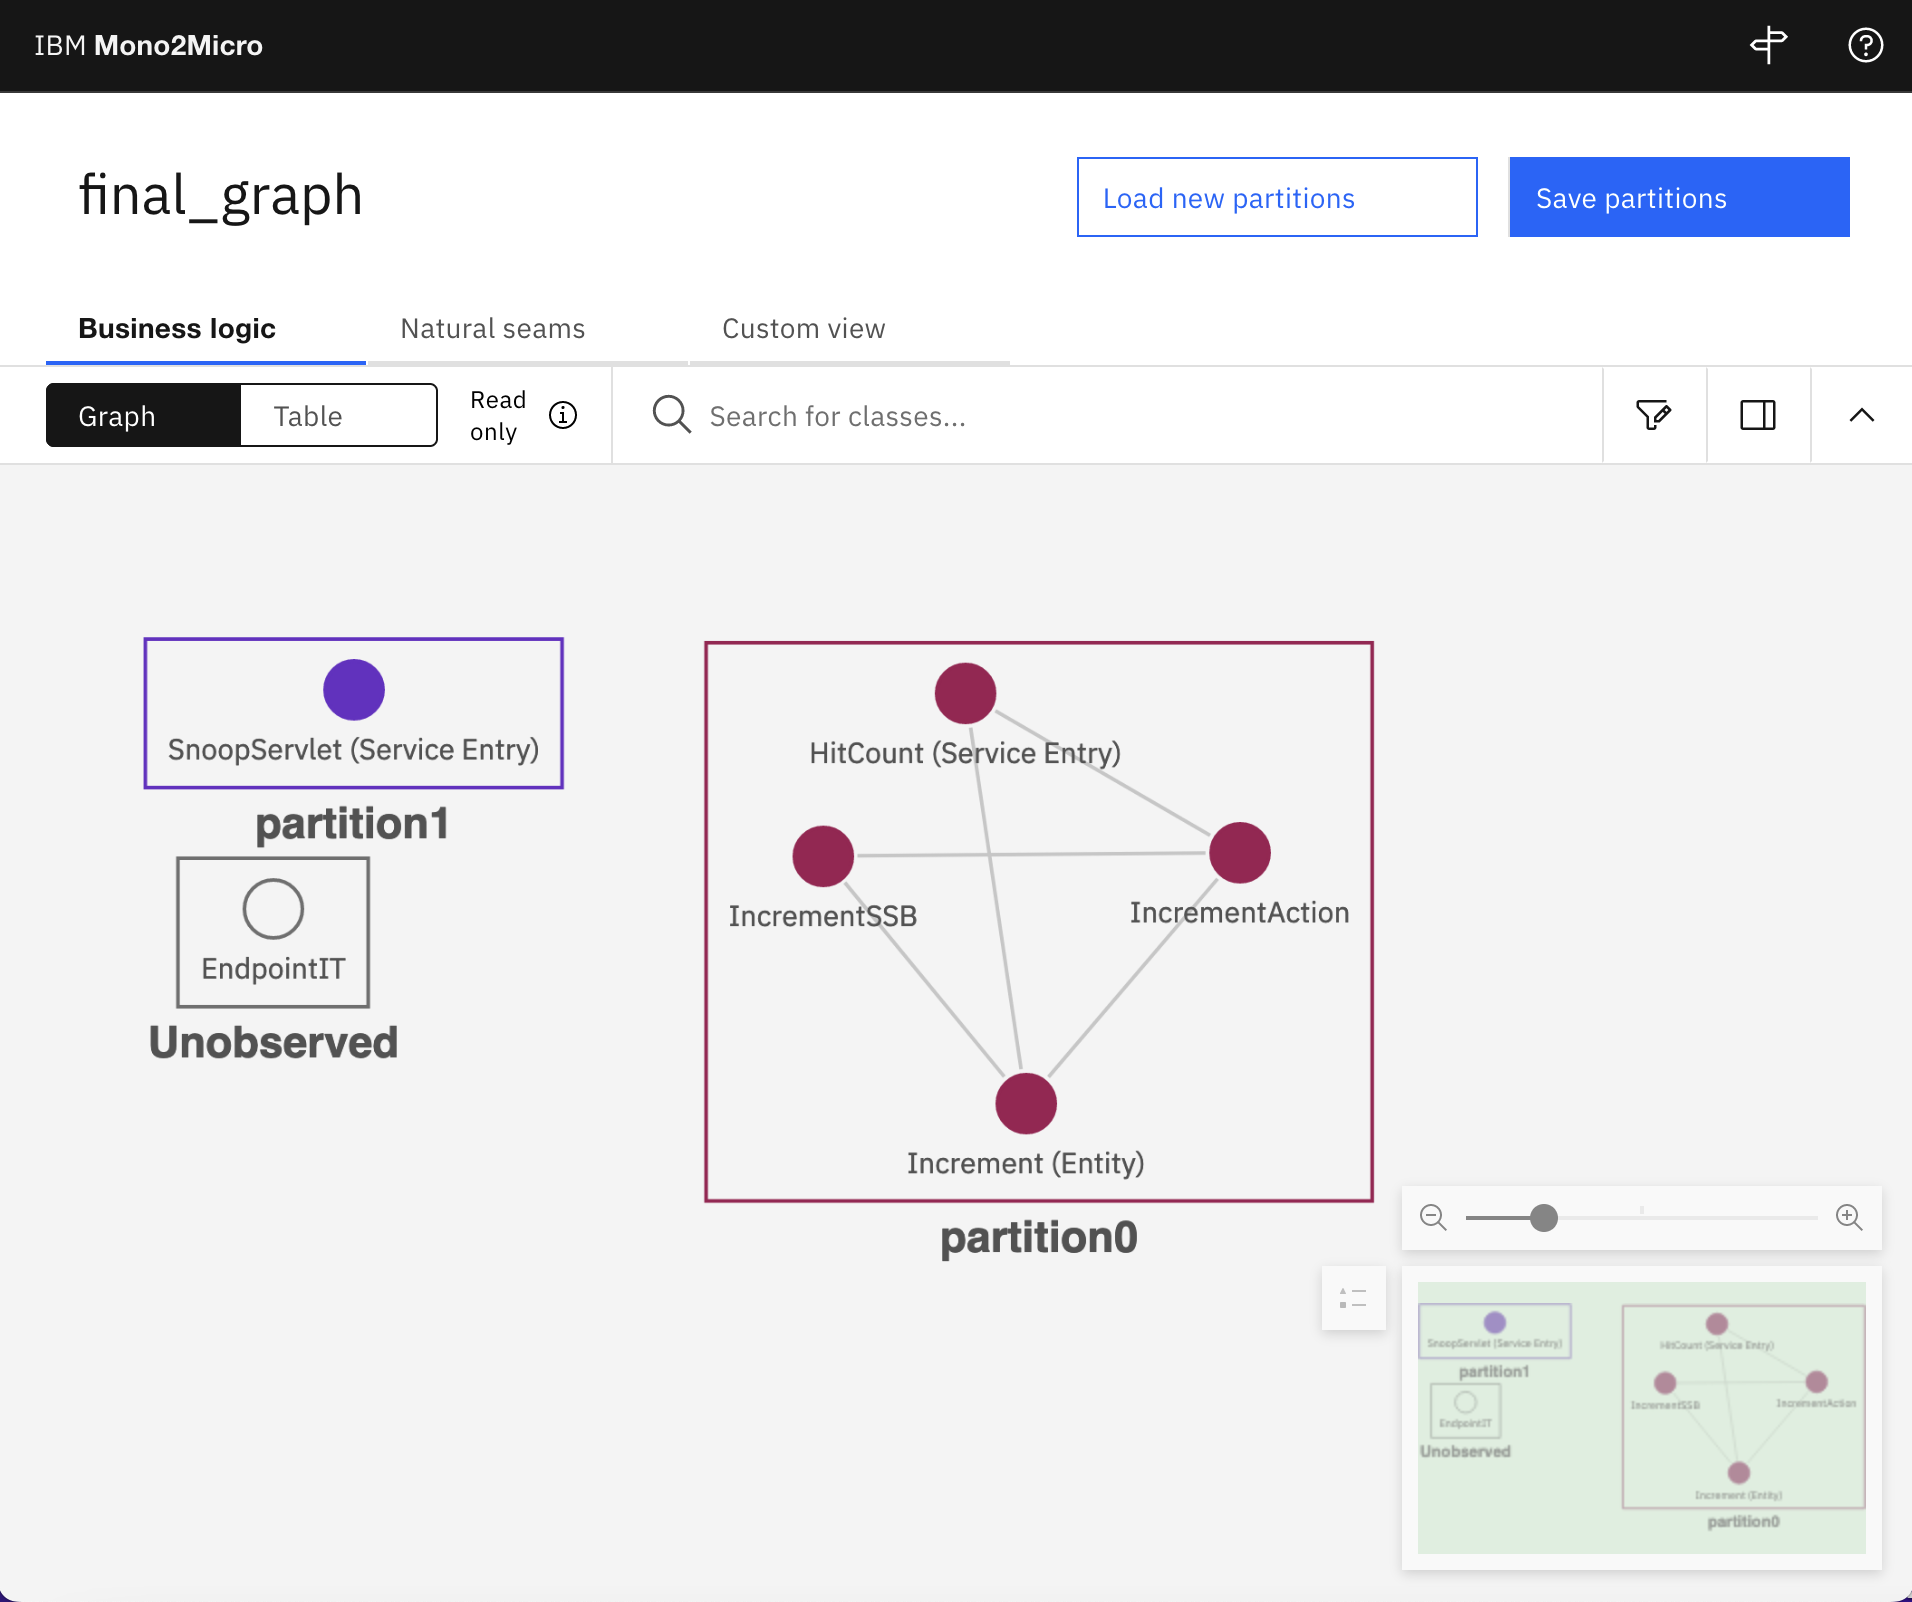 IBM Mono2Micro
final_graph
Load new partitions
Save partitions
Business logic
Natural seams
Custom view
Graph
Table
Read
only
Search for classes...
SnoopServlet (Service Entry)
partition1
EndpointIT
Unobserved
HitCount (Service Entry)
IncrementSSB
IncrementAction
Increment (Entity)
partition0
SnoopServlet (Service Entry)
partition1
EndpointIT
Unobserved
HitCount (Service Entry)
IncrementSSB
IncrementAction
Increment (Entity)
partition0